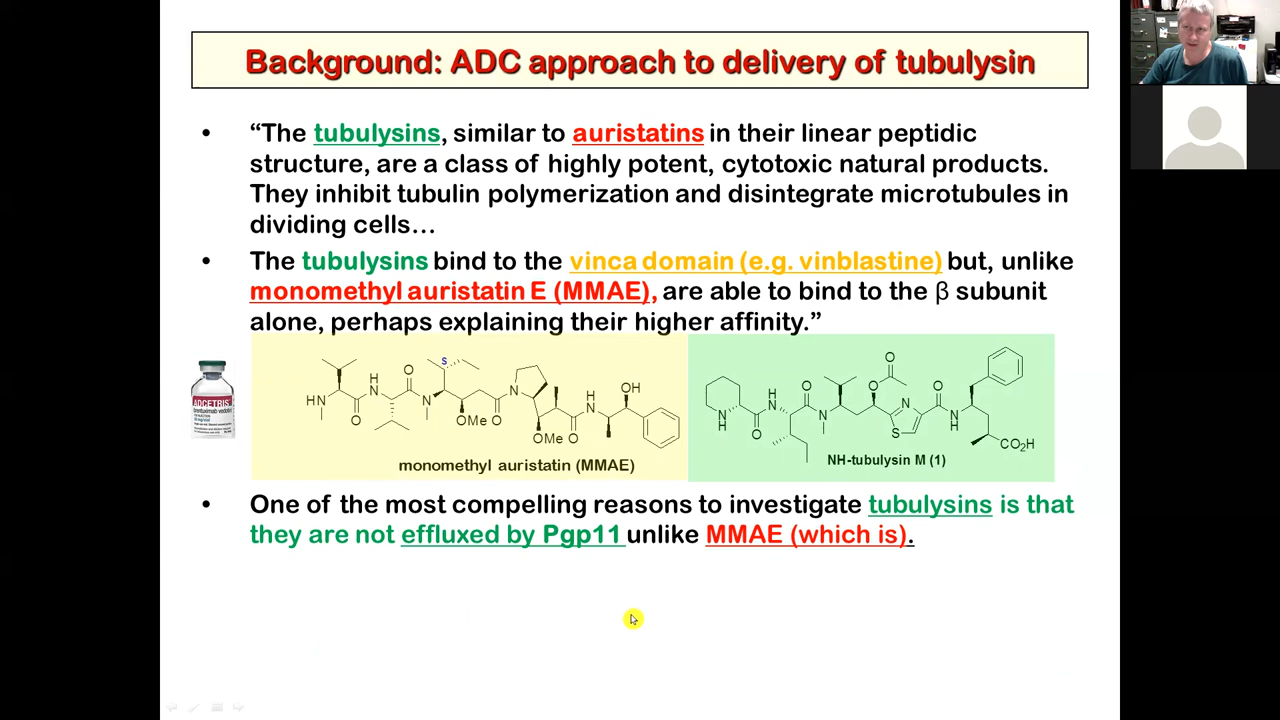 Background: ADC approach to delivery of tubulysin
• “The tubulysins, similar to auristatins in their linear peptidic
structure, are a class of highly potent, cytotoxic natural products.
They inhibit tubulin polymerization and disintegrate microtubules in
dividing cells…
• The tubulysins bind to the vinca domain (e.g. vinblastine) but, unlike
monomethyl auristatin E (MMAE), are able to bind to the β subunit
alone, perhaps explaining their higher affinity.”
ADCETRIS
S
HN
O
H
N
O
N
OMe
O
N
OMe
O
H
N
OH
monomethyl auristatin (MMAE)
N
H
O
H
N
O
N
O
O
N
S
O
N
H
CO₂H
NH-tubulysin M (1)
• One of the most compelling reasons to investigate tubulysins is that
they are not effluxed by Pgp11 unlike MMAE (which is).